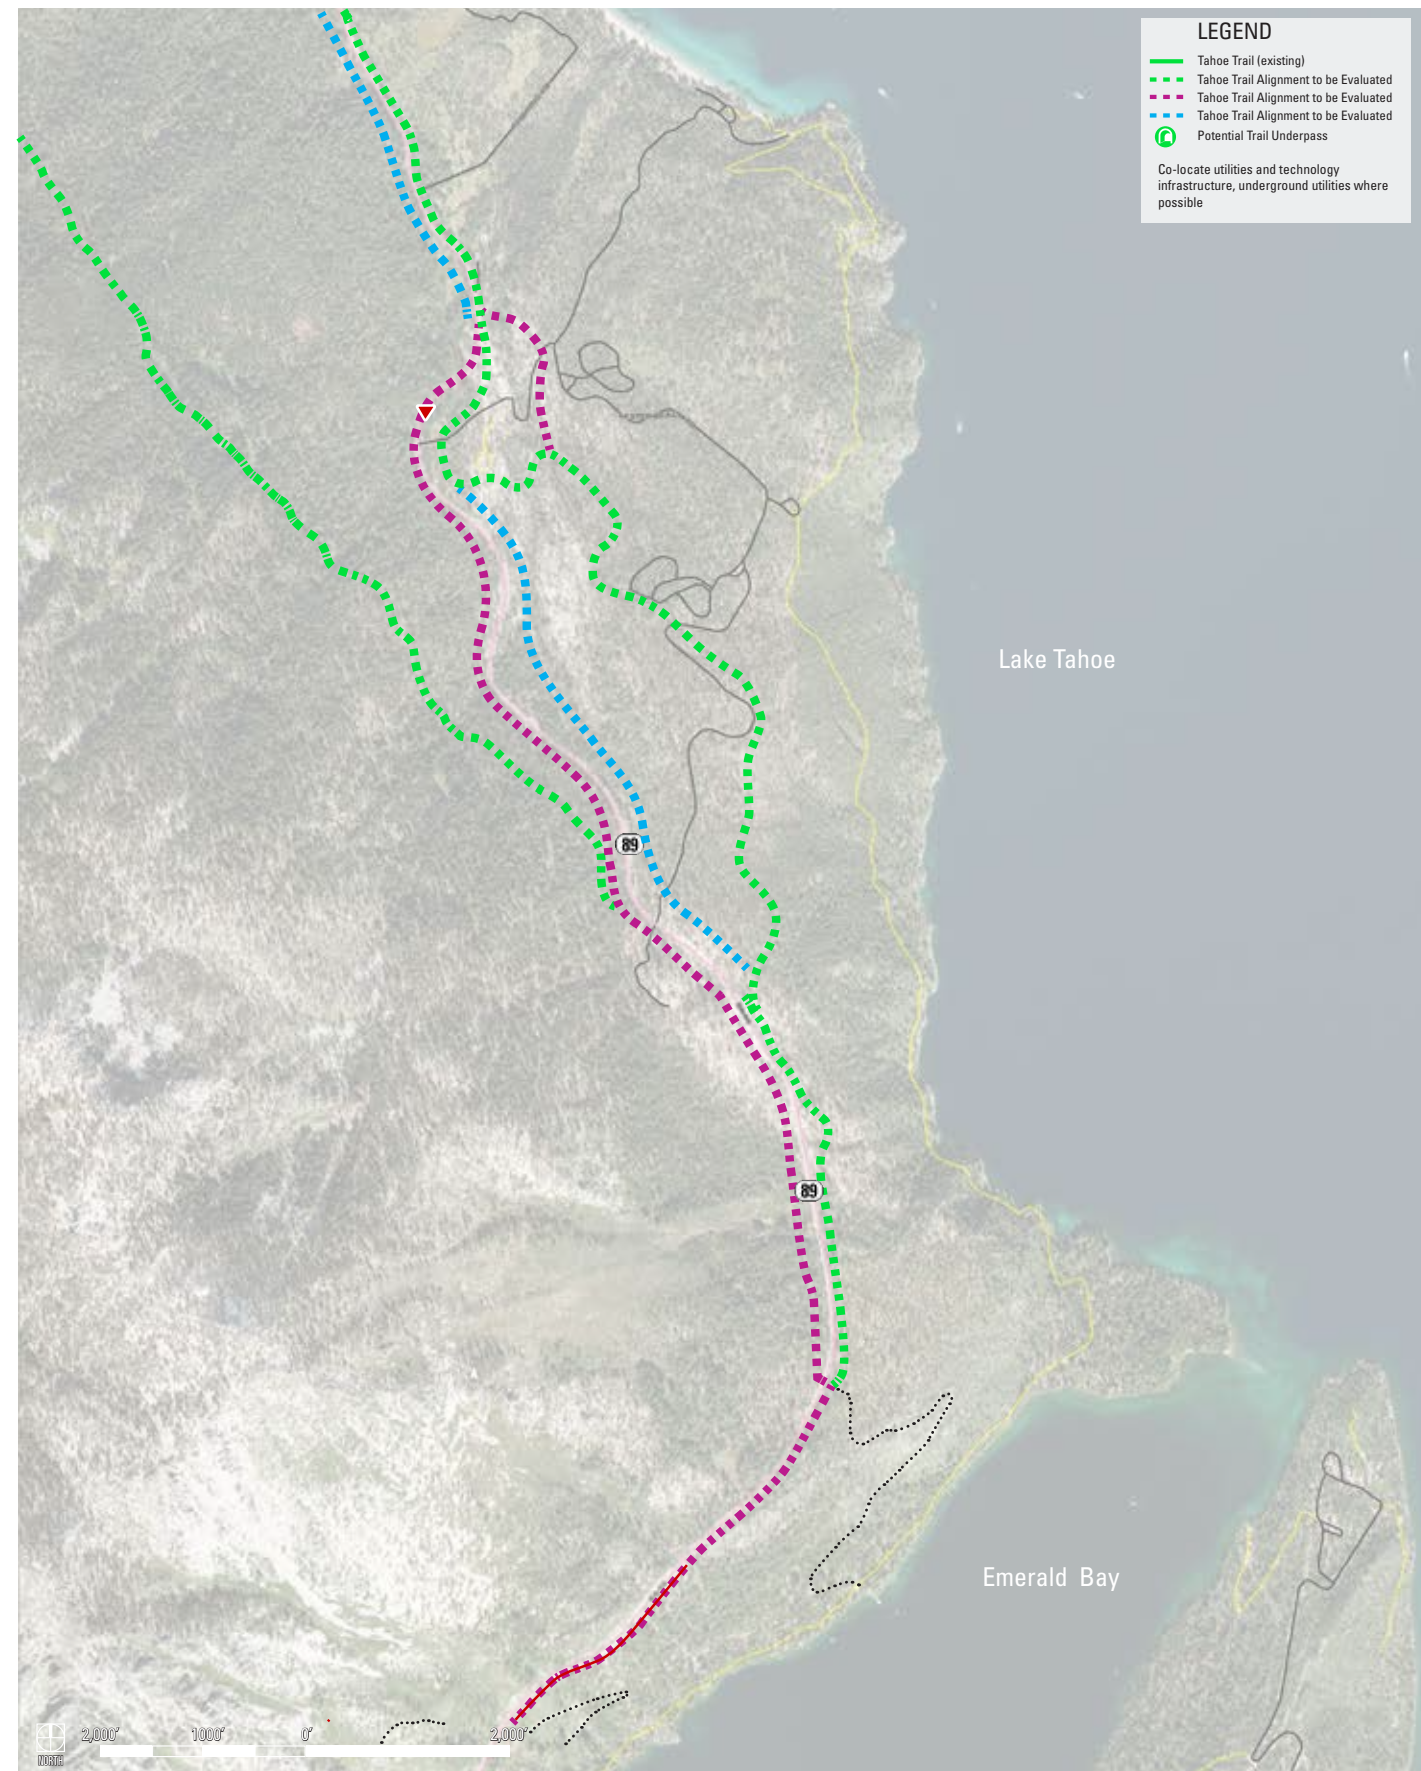 LEGEND
Tahoe Trail (existing)
Tahoe Trail Alignment to be Evaluated
Tahoe Trail Alignment to be Evaluated
Tahoe Trail Alignment to be Evaluated
Potential Trail Underpass
Co-locate utilities and technology
infrastructure, underground utilities where
possible
Lake Tahoe
89
89
Emerald Bay
2,000' 1000' 0' 2,000'
NORTH